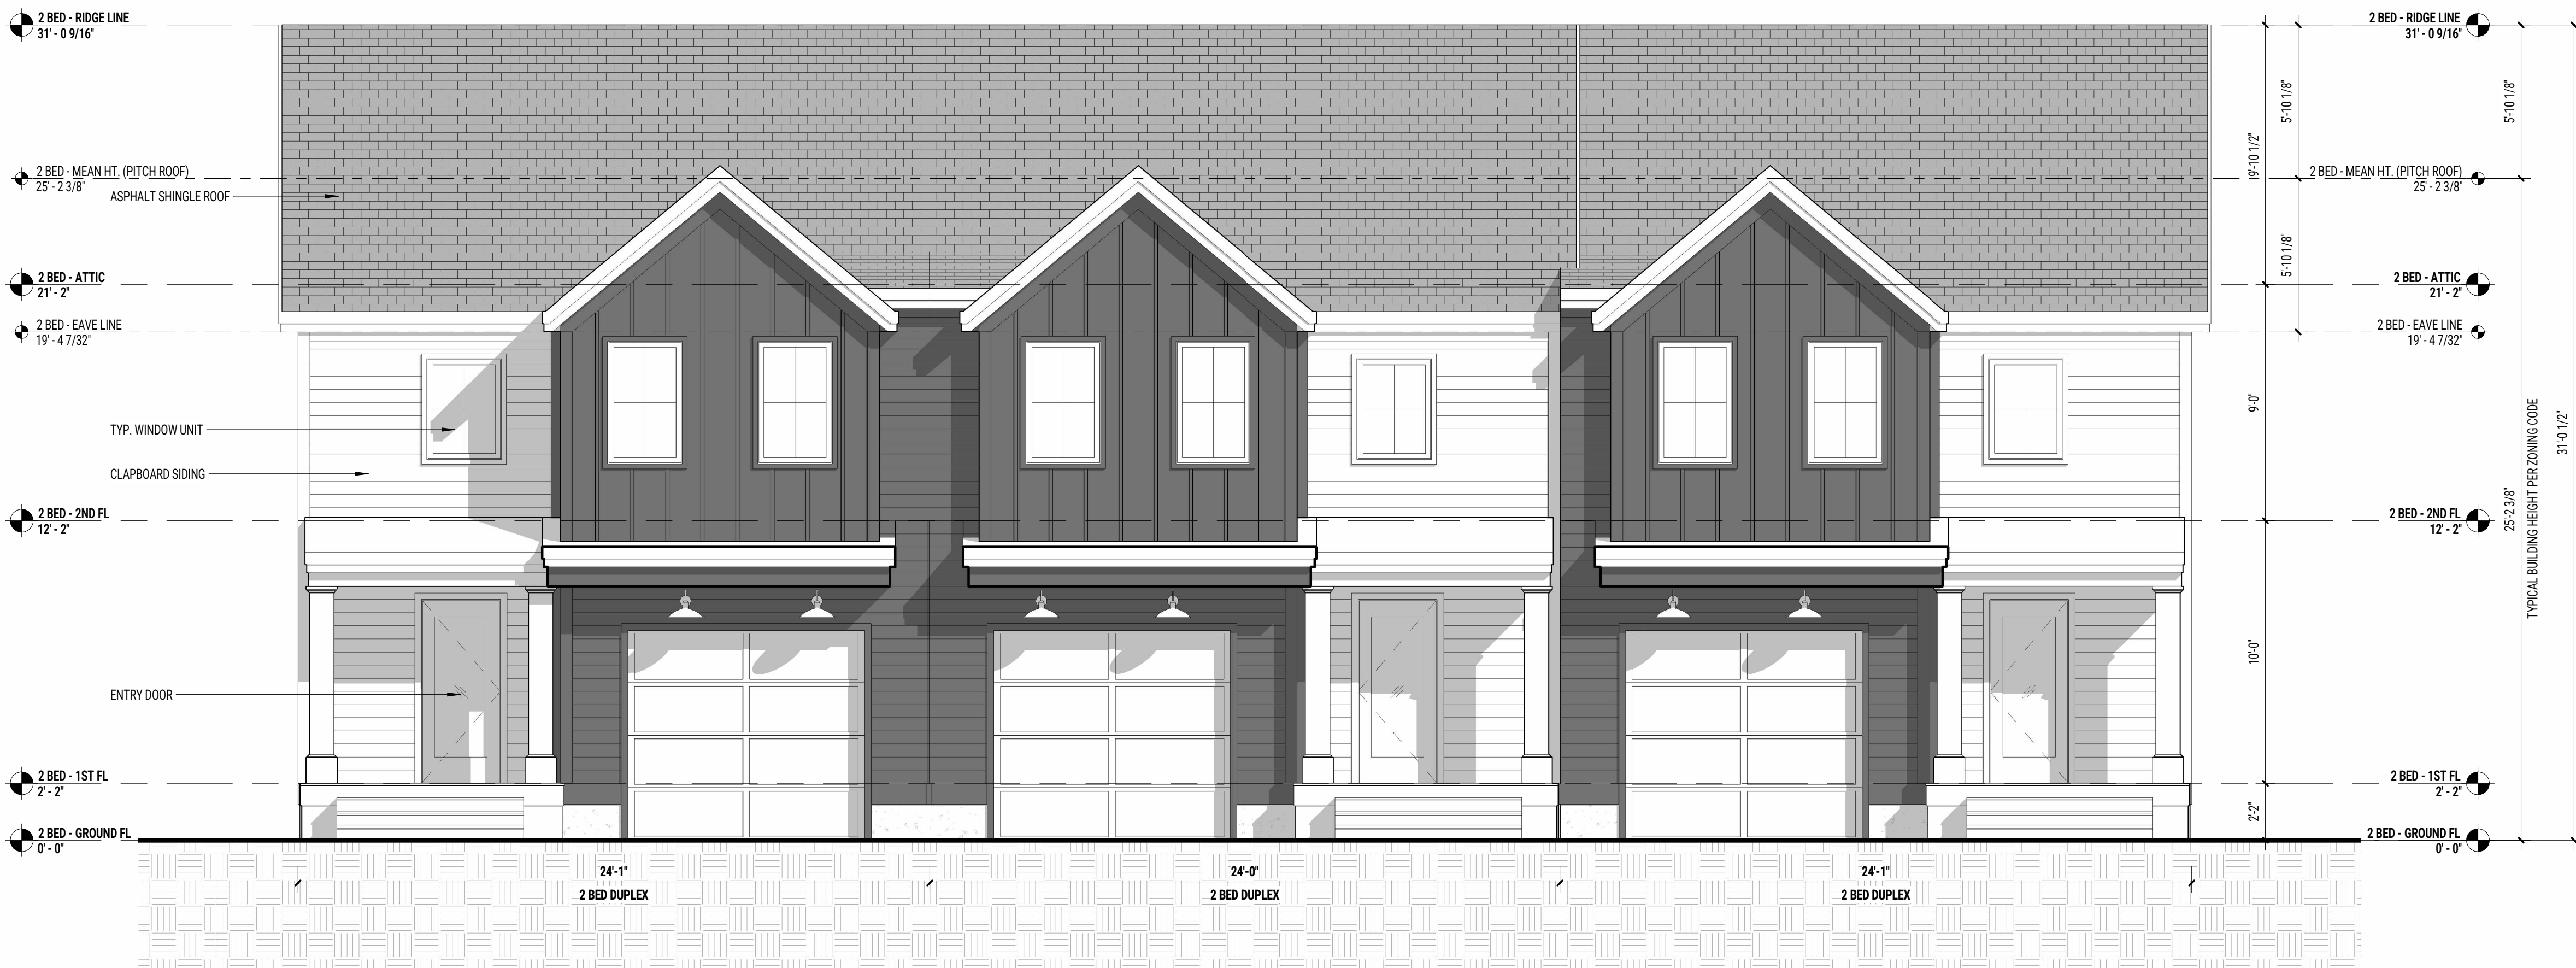 2 BED - RIDGE LINE
31' - 0 9/16"
2 BED - MEAN HT. (PITCH ROOF)
25' - 2 3/8"
ASPHALT SHINGLE ROOF
2 BED - ATTIC
21' - 2"
2 BED - EAVE LINE
19' - 4 7/32"
TYP. WINDOW UNIT
CLAPBOARD SIDING
2 BED - 2ND FL
12' - 2"
ENTRY DOOR
2 BED - 1ST FL
2' - 2"
2 BED - GROUND FL
0' - 0"
24'-1"
2 BED DUPLEX
24'-0"
2 BED DUPLEX
24'-1"
2 BED DUPLEX
9'-10 1/2"
9'-0"
10'-0"
2'-2"
5'-10 1/8"
5'-10 1/8"
2 BED - RIDGE LINE
31' - 0 9/16"
2 BED - MEAN HT. (PITCH ROOF)
25' - 2 3/8"
2 BED - ATTIC
21' - 2"
2 BED - EAVE LINE
19' - 4 7/32"
2 BED - 2ND FL
12' - 2"
2 BED - 1ST FL
2' - 2"
2 BED - GROUND FL
0' - 0"
5'-10 1/8"
25'-2 3/8"
TYPICAL BUILDING HEIGHT PER ZONING CODE
31'-0 1/2"